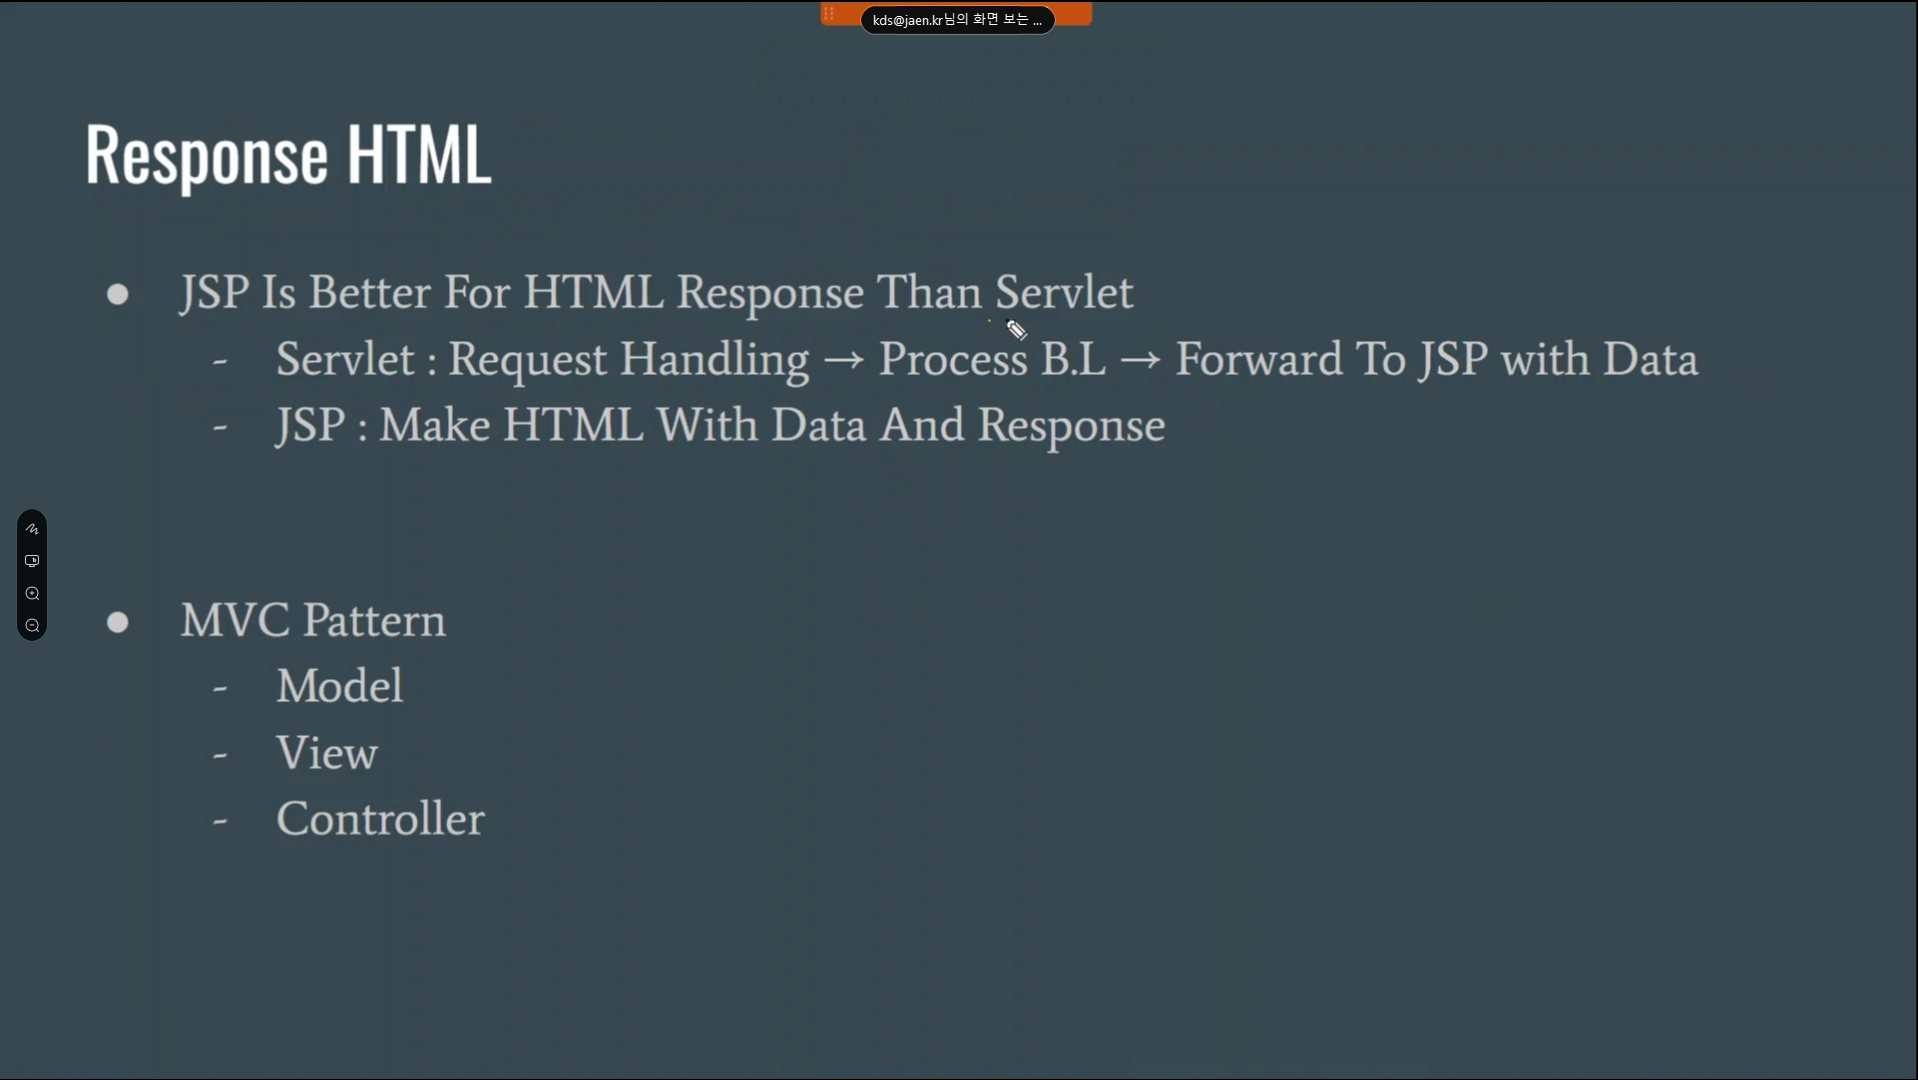 kds@jaen.kr님의 화면 보는 ...
Response HTML
● JSP Is Better For HTML Response Than Servlet
- Servlet : Request Handling → Process B.L → Forward To JSP with Data
- JSP : Make HTML With Data And Response
● MVC Pattern
- Model
- View
- Controller